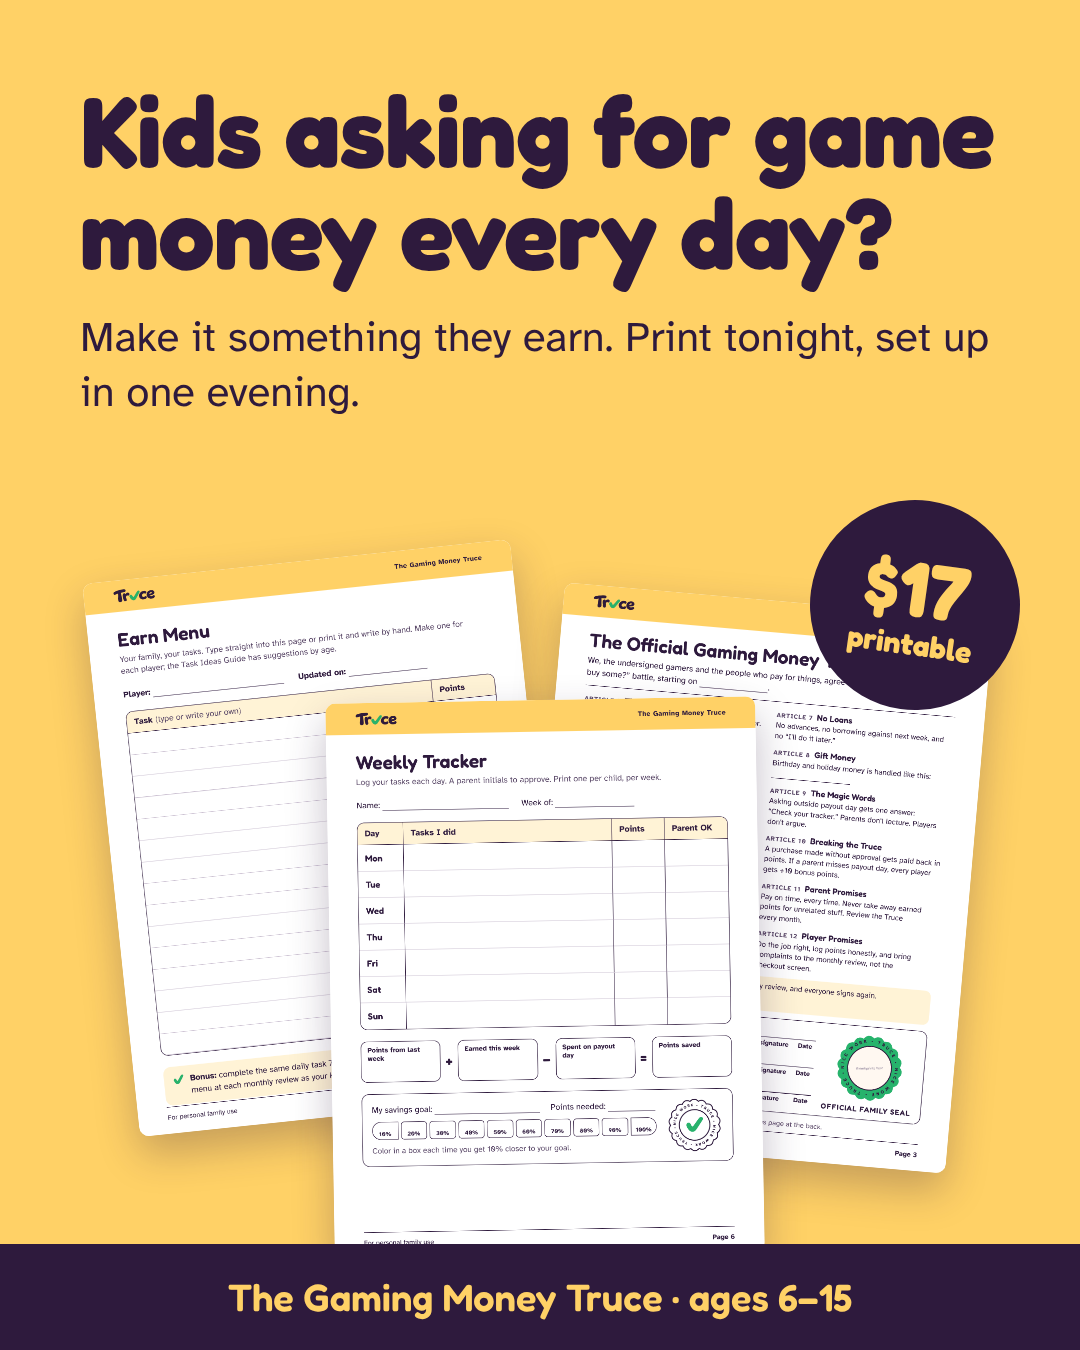 Kids asking for game
money every day?
Make it something they earn. Print tonight, set up
in one evening.
$17
printable
Truce
The Gaming Money Truce
Earn Menu
Your family, your tasks. Type straight into this page or print it and write by hand. Make one for
each player; the Task Ideas Guide has suggestions by age.
Player:
Updated on:
Task (type or write your own)
Points
Bonus: complete the same daily task 7
menu at each monthly review as your k
For personal family use
Truce
The Official Gaming Money
We, the undersigned gamers and the people who pay for things, agree
buy some?" battle, starting on
ARTICLE 7 No Loans
No advances, no borrowing against next week, and
no "I'll do it later."
ARTICLE 8 Gift Money
Birthday and holiday money is handled like this:
ARTICLE 9 The Magic Words
Asking outside payout day gets one answer:
"Check your tracker." Parents don't lecture. Players
don't argue.
ARTICLE 10 Breaking the Truce
A purchase made without approval gets paid back in
points. If a parent misses payout day, every player
gets +10 bonus points.
ARTICLE 11 Parent Promises
Pay on time, every time. Never take away earned
points for unrelated stuff. Review the Truce
every month.
ARTICLE 12 Player Promises
Do the job right, log points honestly, and bring
complaints to the monthly review, not the
checkout screen.
y review, and everyone signs again.
Signature Date
Signature Date
Signature Date
OFFICIAL FAMILY SEAL
page at the back.
Page 3
Truce
The Gaming Money Truce
Weekly Tracker
Log your tasks each day. A parent initials to approve. Print one per child, per week.
Name:
Week of:
Day Tasks I did Points Parent OK
Mon
Tue
Wed
Thu
Fri
Sat
Sun
Points from last
week
+
Earned this week
–
Spent on payout
day
=
Points saved
My savings goal:
Points needed:
10% 20% 30% 40% 50% 60% 70% 80% 90% 100%
Color in a box each time you get 10% closer to your goal.
For personal family use
Page 6
The Gaming Money Truce · ages 6–15